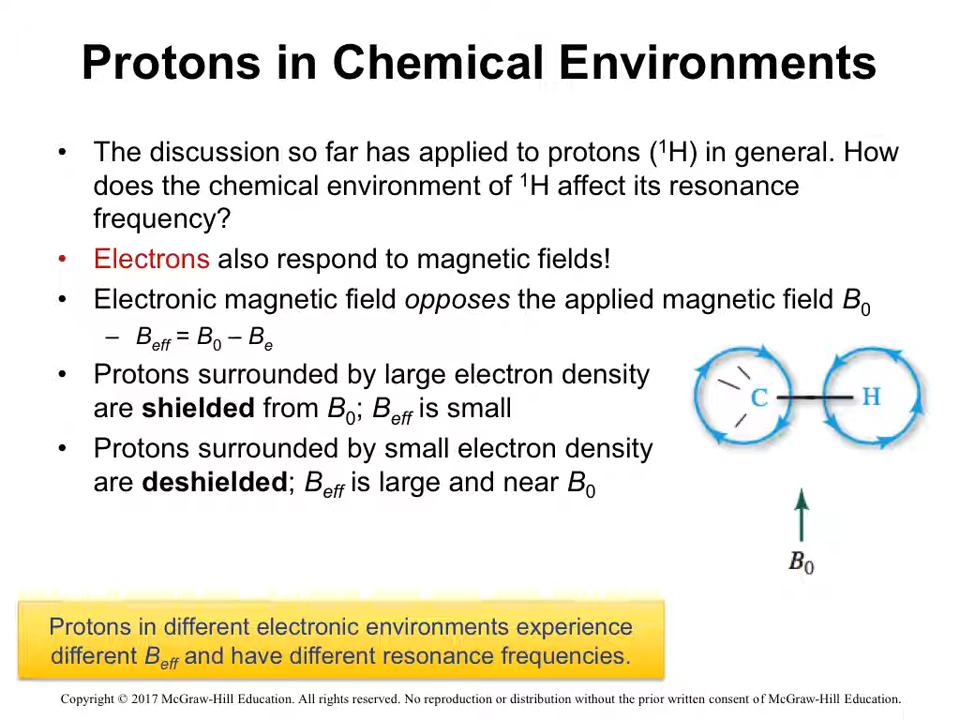 Protons in Chemical Environments
• The discussion so far has applied to protons (¹H) in general. How
does the chemical environment of ¹H affect its resonance
frequency?
• Electrons also respond to magnetic fields!
• Electronic magnetic field opposes the applied magnetic field B₀
– Beff = B₀ – Be
• Protons surrounded by large electron density
are shielded from B₀; Beff is small
• Protons surrounded by small electron density
are deshielded; Beff is large and near B₀
C H
B₀
Protons in different electronic environments experience
different Beff and have different resonance frequencies.
Copyright © 2017 McGraw-Hill Education. All rights reserved. No reproduction or distribution without the prior written consent of McGraw-Hill Education.